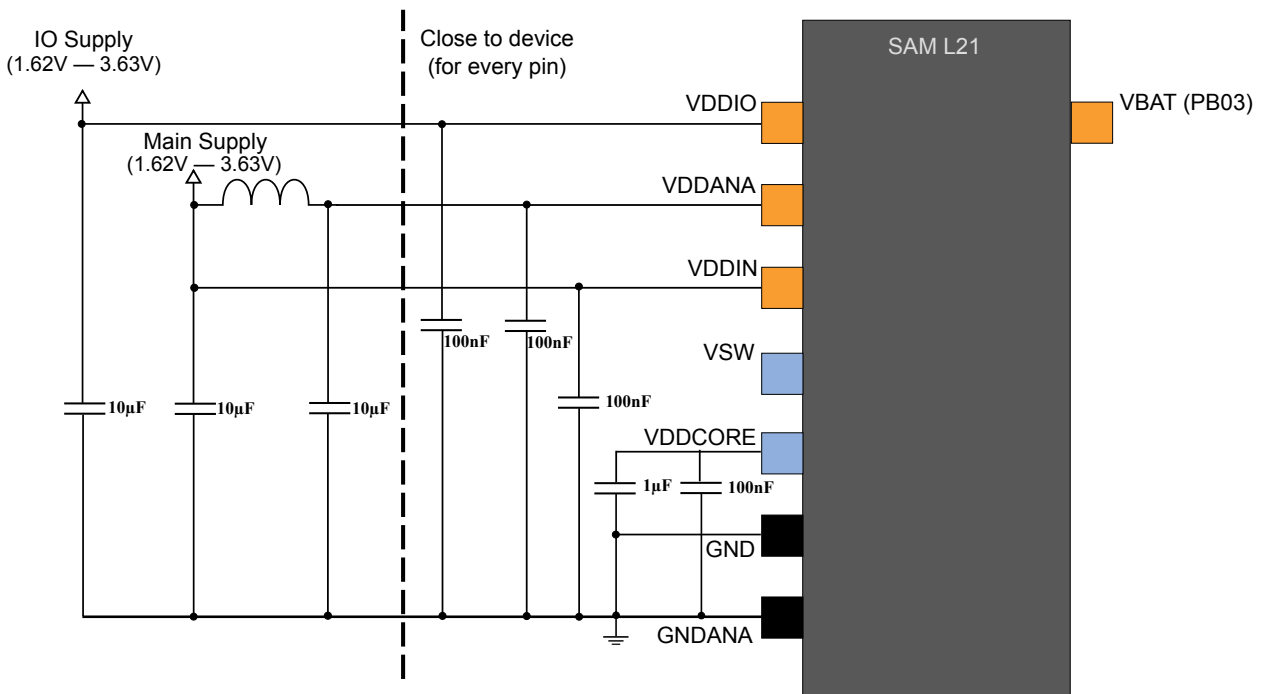 IO Supply
(1.62V — 3.63V)
Close to device
(for every pin)
SAM L21
VDDIO
VBAT (PB03)
Main Supply
(1.62V — 3.63V)
VDDANA
VDDIN
100nF
100nF
VSW
10µF
10µF
10µF
100nF
VDDCORE
1µF
100nF
GND
GNDANA